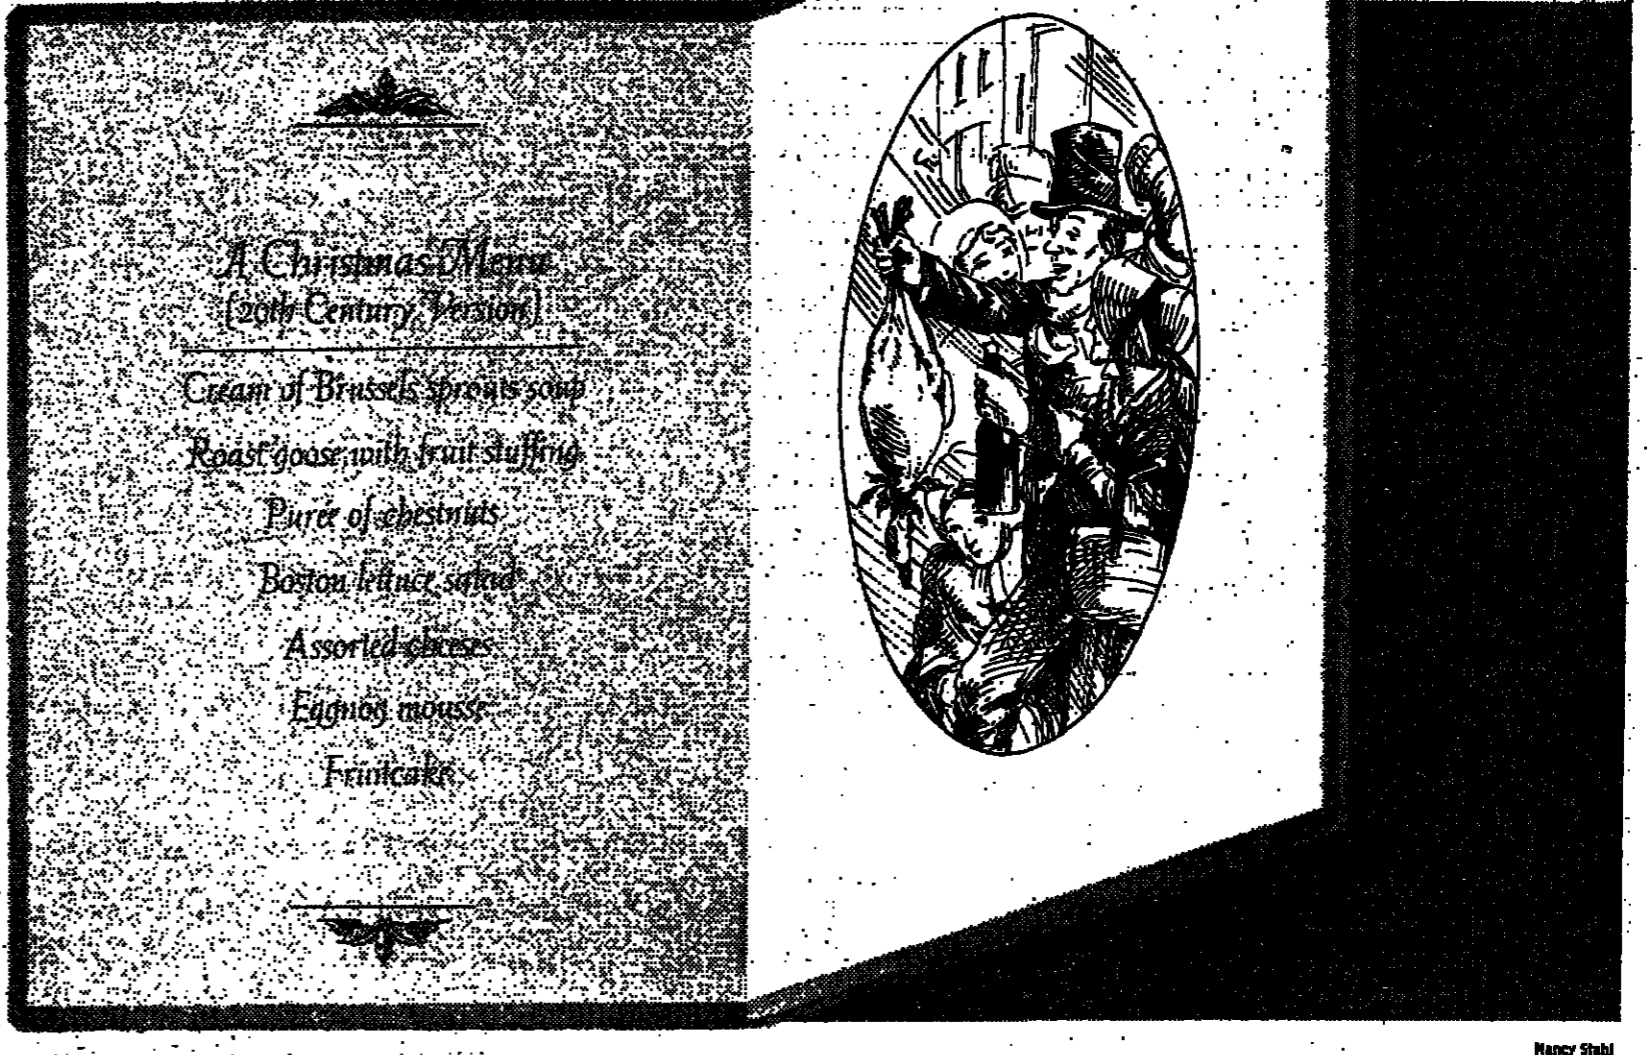 A Christmas Menu
[20th Century Version]
Cream of Brussels sprouts soup
Roast goose with fruit stuffing
Puree of chestnuts
Boston lettuce salad
Assorted cheeses
Eggnog mousse
Fruitcake
Nancy Stahl